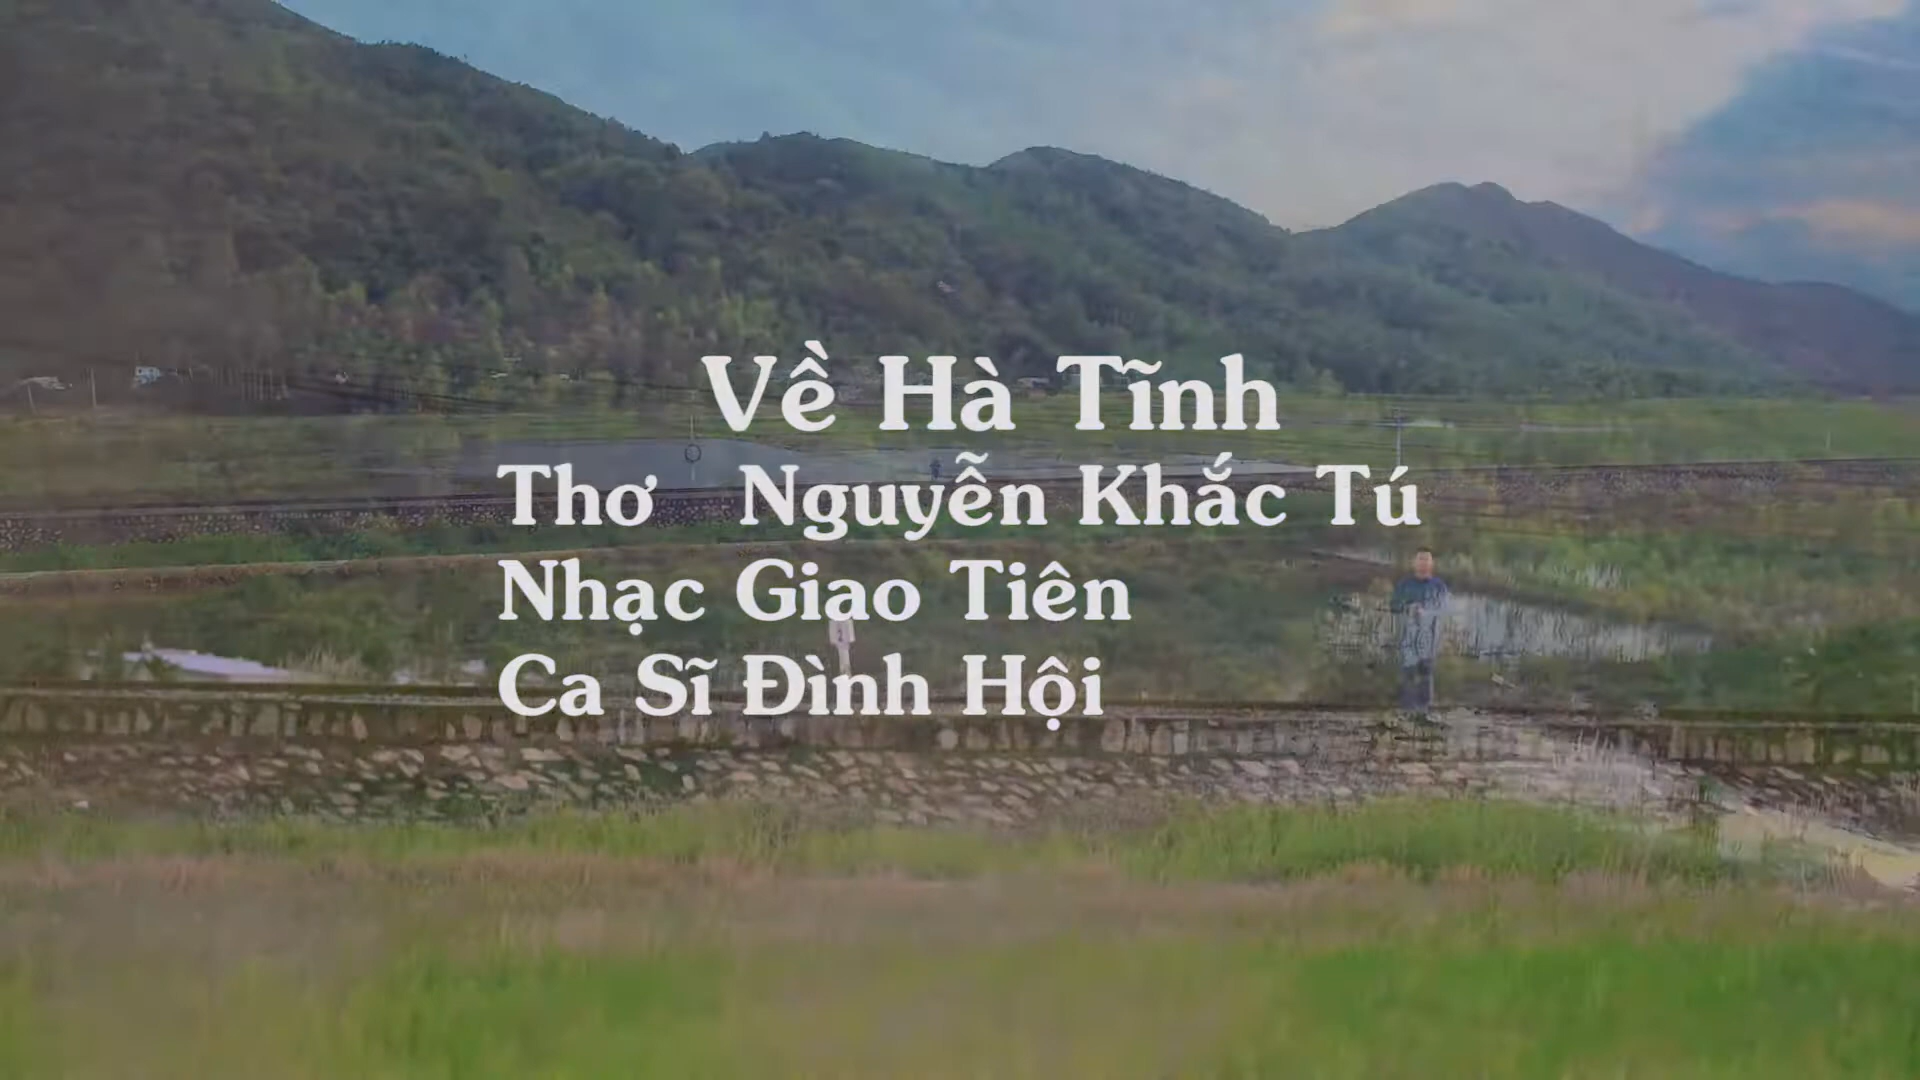 Về Hà Tĩnh
Thơ Nguyễn Khắc Tú
Nhạc Giao Tiên
Ca Sĩ Đình Hội